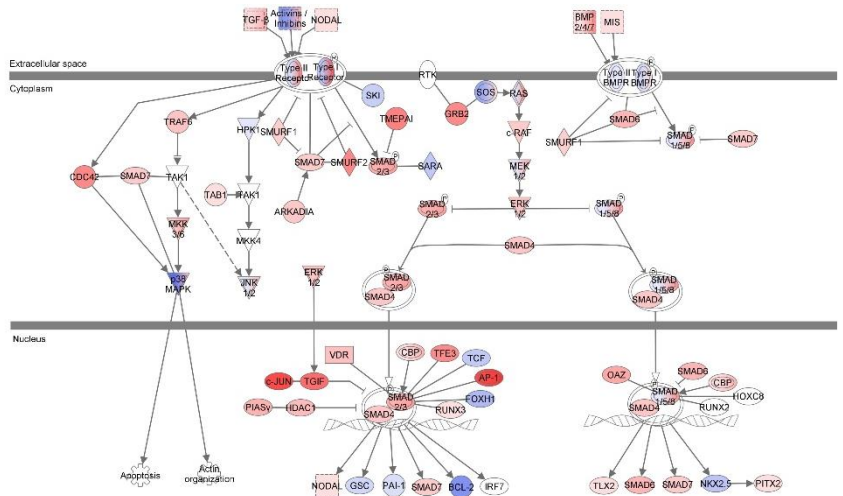 TGF-β
Activins /
Inhibins
NODAL
BMP
2/4/7
MIS
Extracellular space
Cytoplasm
Type II
Receptor
Type I
Receptor
P
SKI
RTK
GRB2
SOS
RAS
Type II
BMPR
Type I
BMPR
P
TRAF6
HPK1
SMURF1
TMEPAI
c-RAF
SMAD6
SMURF1
SMAD
1/5/8
P
SMAD7
CDC42
SMAD7
TAK1
SMAD7
SMURF2
SMAD
2/3
P
SARA
MEK
1/2
TAB1
TAK1
ARKADIA
SMAD
2/3
P
ERK
1/2
SMAD
1/5/8
P
MKK
3/6
MKK4
SMAD4
p38
MAPK
JNK
1/2
ERK
1/2
P
SMAD
2/3
SMAD4
P
SMAD
1/5/8
SMAD4
Nucleus
VDR
CBP
TFE3
TCF
c-JUN
TGIF
AP-1
FOXH1
PIASγ
HDAC1
SMAD
2/3
SMAD4
RUNX3
OAZ
SMAD6
CBP
SMAD
1/5/8
SMAD4
HOXC8
RUNX2
Apoptosis
Actin
organization
NODAL
GSC
PAI-1
SMAD7
BCL-2
IRF7
TLX2
SMAD6
SMAD7
NKX2.5
PITX2